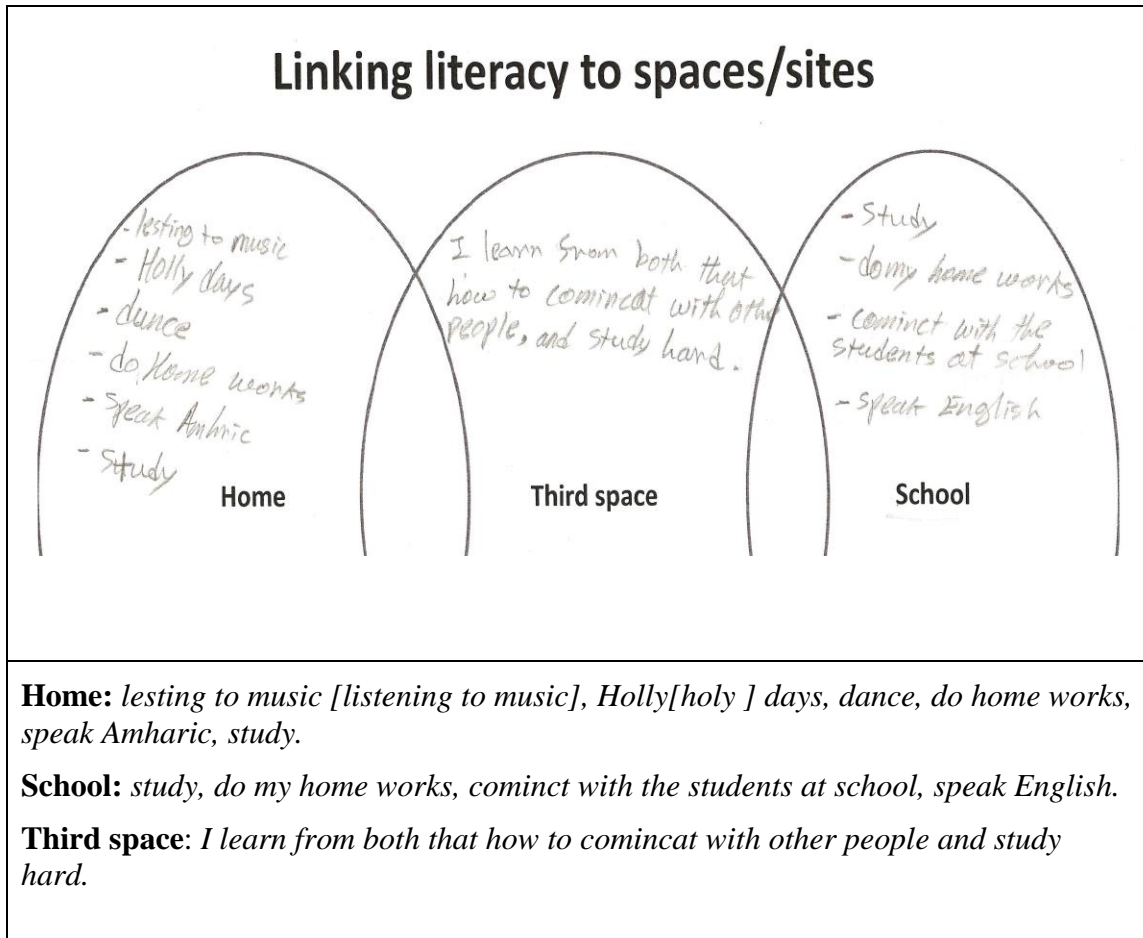 Linking literacy to spaces/sites
- lesting to music
- Holly days
- dance
- do Home works
- Speak Amhric
- Study
Home
I learn from both that
how to comincat with other
people, and study hard.
Third space
- Study
- do my home works
- cominct with the
students at school
- speak English
School
Home: lesting to music [listening to music], Holly[holy ] days, dance, do home works,
speak Amharic, study.
School: study, do my home works, cominct with the students at school, speak English.
Third space: I learn from both that how to comincat with other people and study
hard.